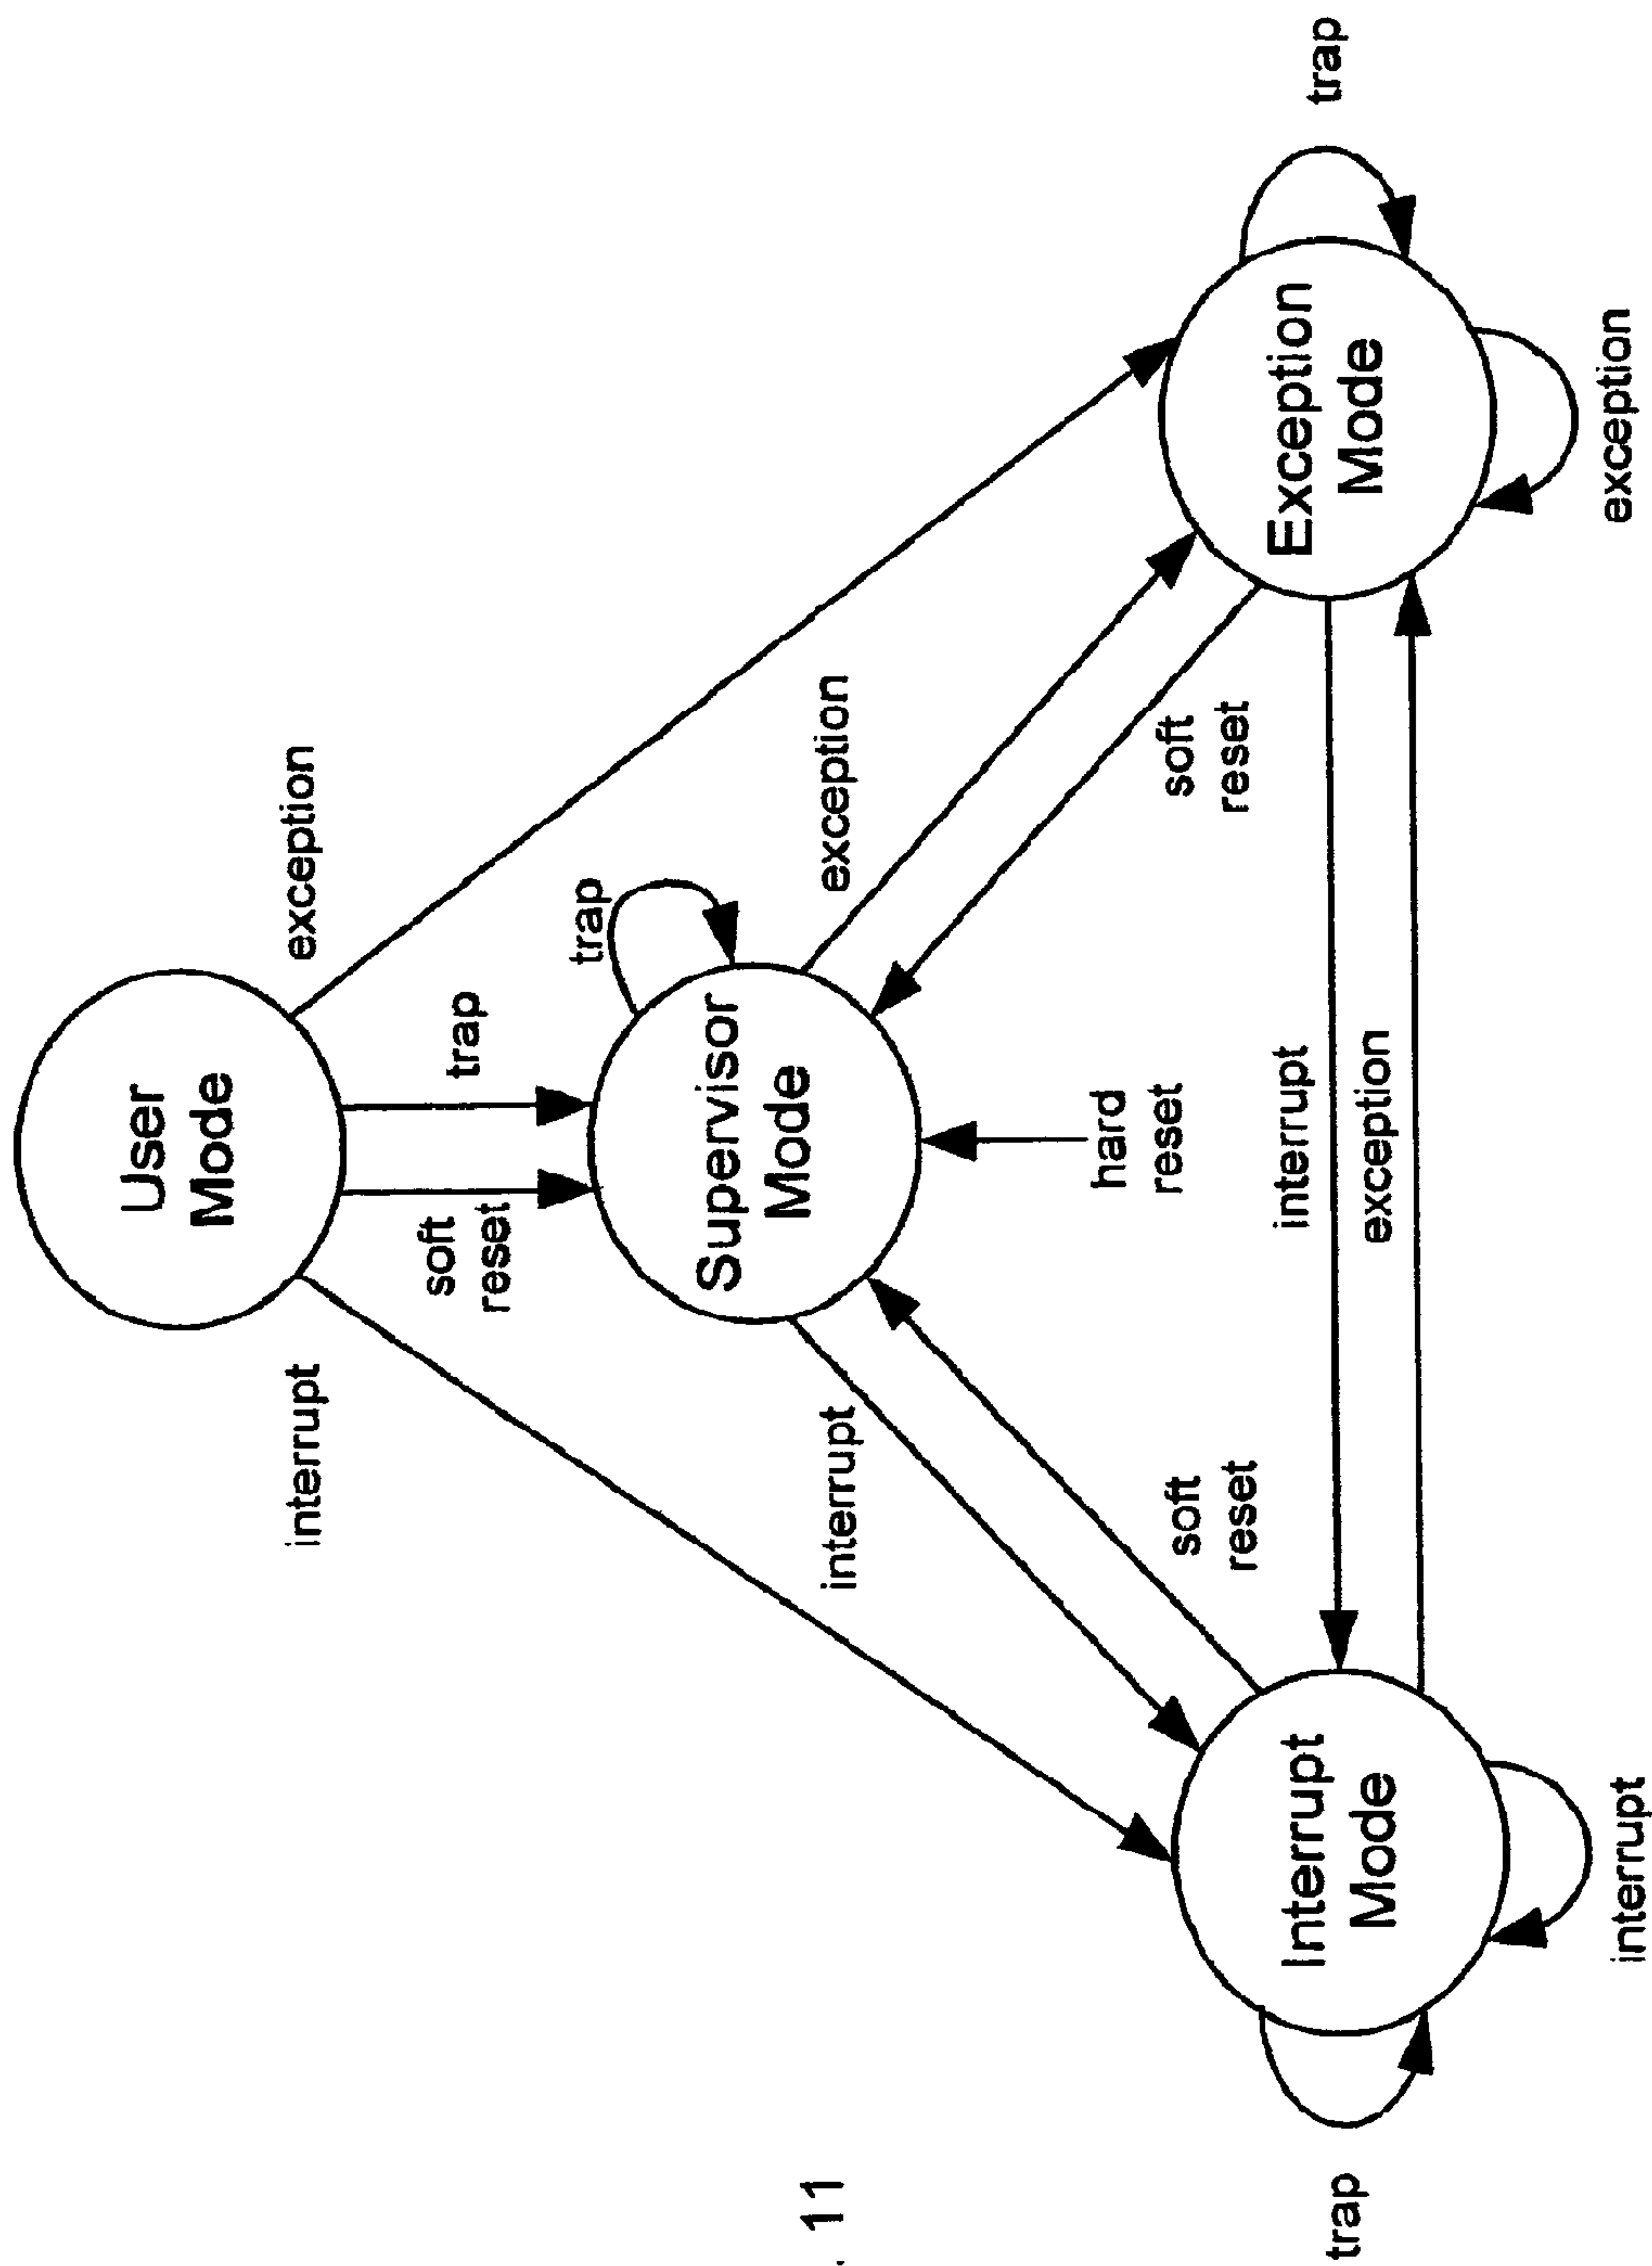 User
Mode
interrupt
soft
reset
trap
exception
Supervisor
Mode
trap
interrupt
exception
hard
reset
soft
reset
soft
reset
interrupt
exception
Interrupt
Mode
trap
interrupt
Exception
Mode
trap
exception
. 11